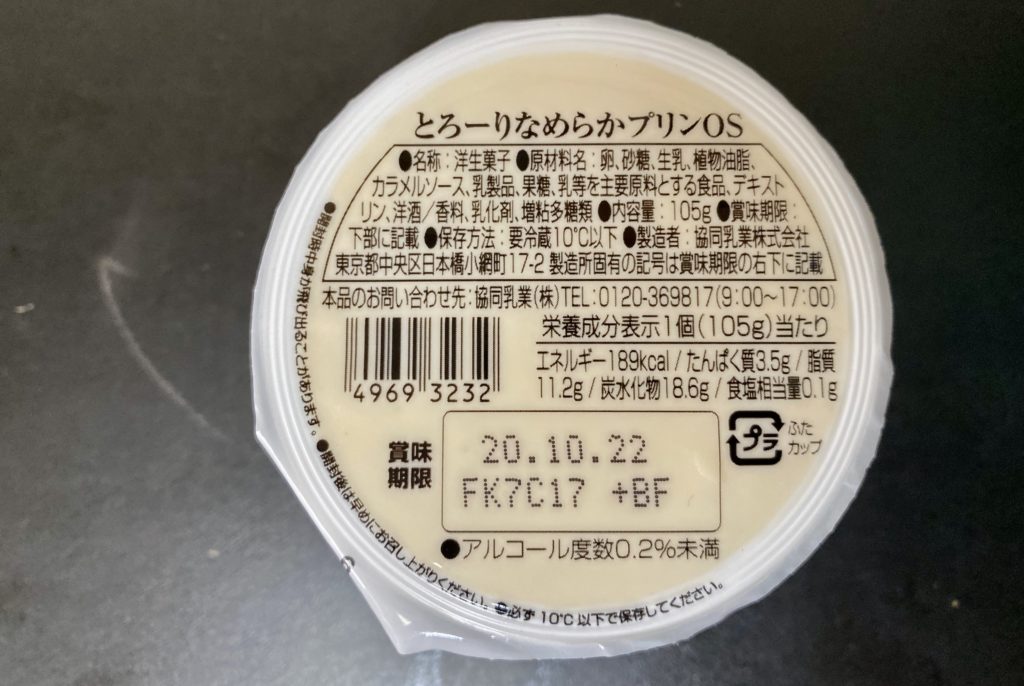 とろーりなめらかプリンOS
●名称：洋生菓子 ●原材料名：卵、砂糖、生乳、植物油脂、
カラメルソース、乳製品、果糖、乳等を主要原料とする食品、デキスト
リン、洋酒／香料、乳化剤、増粘多糖類 ●内容量：105g ●賞味期限：
下部に記載 ●保存方法：要冷蔵10℃以下 ●製造者：協同乳業株式会社
東京都中央区日本橋小網町17-2 製造所固有の記号は賞味期限の右下に記載
本品のお問い合わせ先：協同乳業(株)TEL:0120-369817(9:00〜17:00)
栄養成分表示1個(105g)当たり
エネルギー189kcal / たんぱく質3.5g / 脂質
11.2g / 炭水化物18.6g / 食塩相当量0.1g
4969 3232
賞味
期限
20.10.22
FK7C17 +BF
プラ
ふた
カップ
●アルコール度数0.2%未満
●開封時中身が飛び出ることがあります。●開封後は早めにお召し上がりください。●必ず10℃以下で保存してください。